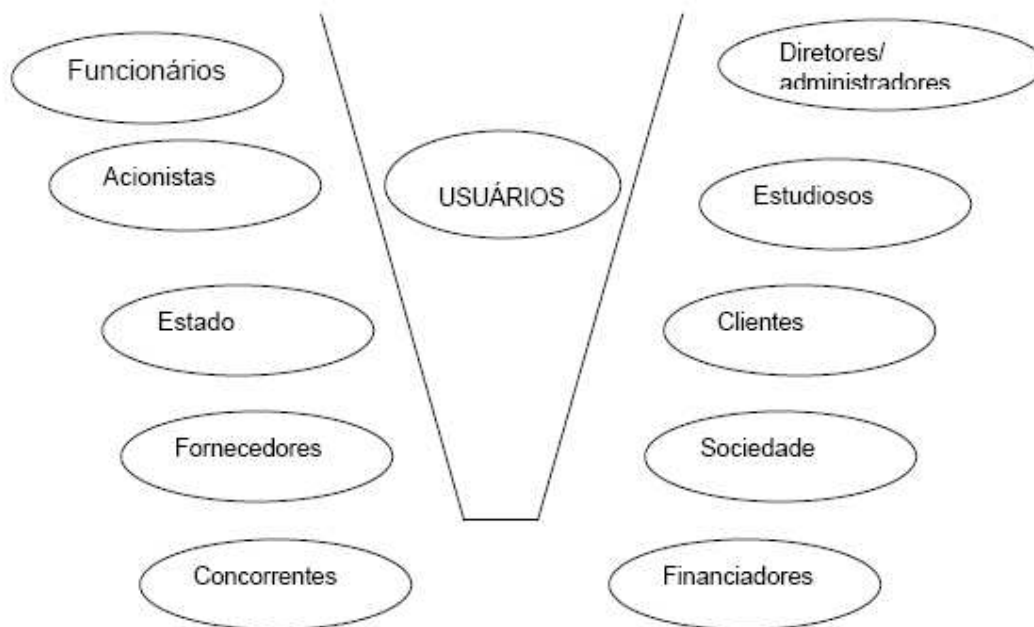 Funcionários
Acionistas
Estado
Fornecedores
Concorrentes
USUÁRIOS
Diretores/
administradores
Estudiosos
Clientes
Sociedade
Financiadores